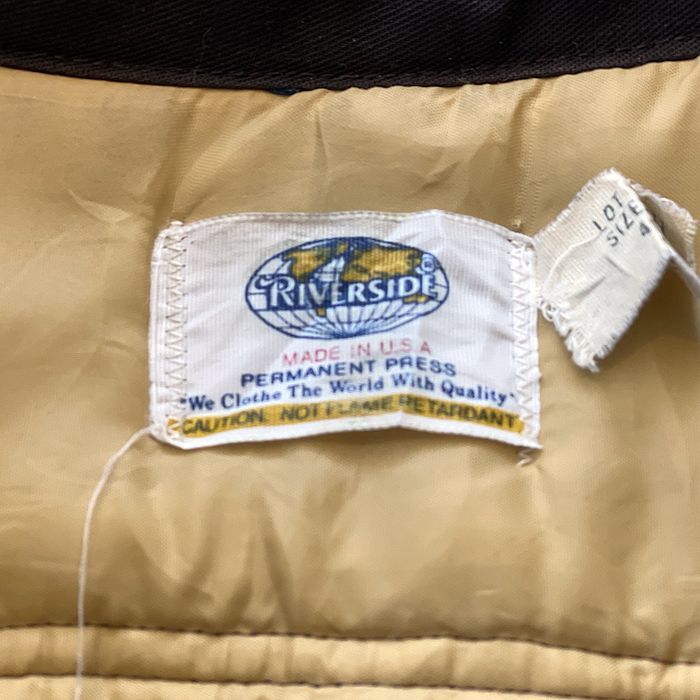 RIVERSIDE ®
MADE IN U.S.A
PERMANENT PRESS
"We Clothe The World With Quality"
CAUTION: NOT FLAME RETARDANT
LOT
SIZE
4